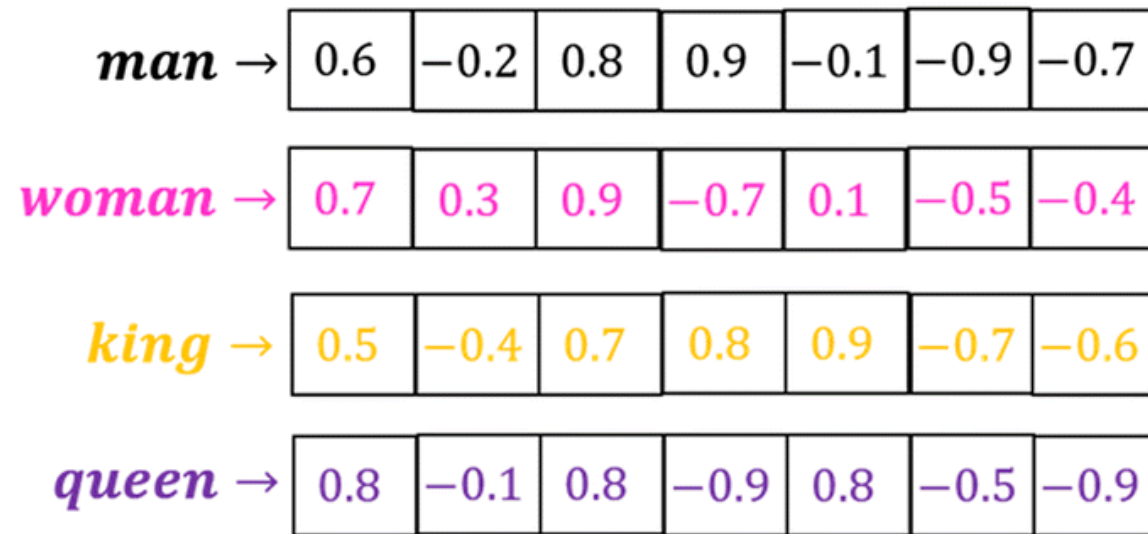 man → 0.6 −0.2 0.8 0.9 −0.1 −0.9 −0.7
woman → 0.7 0.3 0.9 −0.7 0.1 −0.5 −0.4
king → 0.5 −0.4 0.7 0.8 0.9 −0.7 −0.6
queen → 0.8 −0.1 0.8 −0.9 0.8 −0.5 −0.9